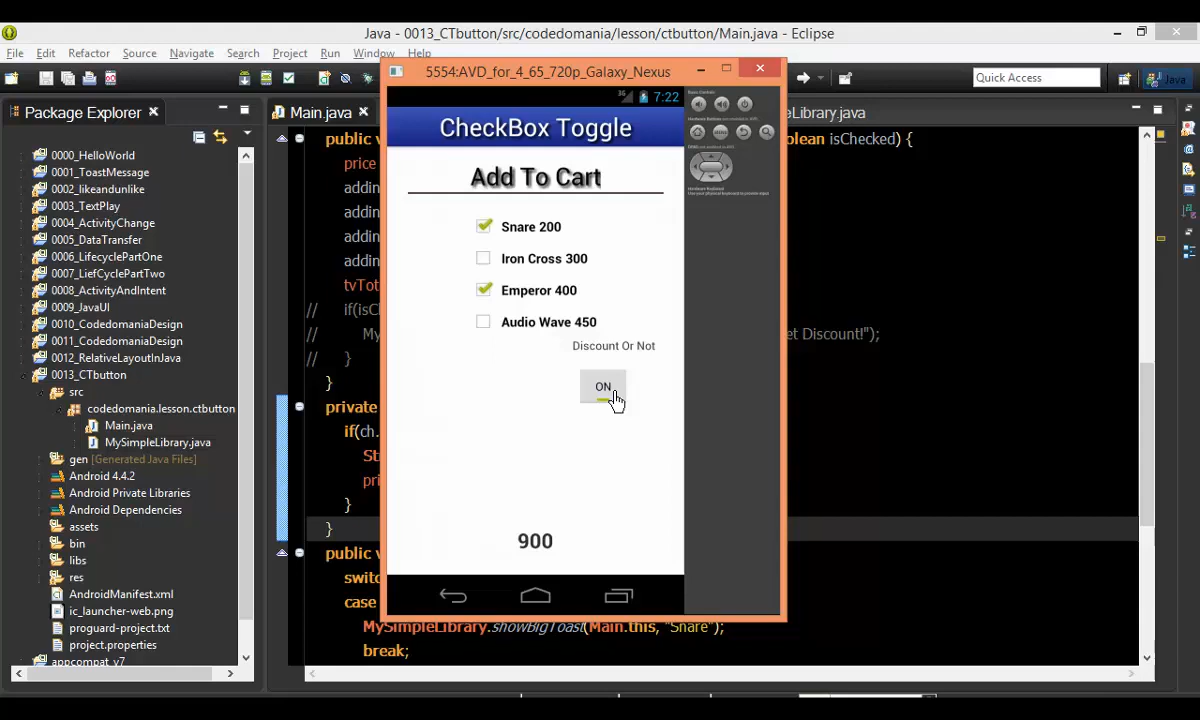 Java - 0013_CTbutton/src/codedomania/lesson/ctbutton/Main.java - Eclipse
File Edit Refactor Source Navigate Search Project Run Window Help
Quick Access
Java
Package Explorer
0000_HelloWorld
0001_ToastMessage
0002_likeandunlike
0003_TextPlay
0004_ActivityChange
0005_DataTransfer
0006_LifecyclePartOne
0007_LiefCyclePartTwo
0008_ActivityAndIntent
0009_JavaUI
0010_CodedomaniaDesign
0011_CodedomaniaDesign
0012_RelativeLayoutInJava
0013_CTbutton
src
codedomania.lesson.ctbutton
Main.java
MySimpleLibrary.java
gen [Generated Java Files]
Android 4.4.2
Android Private Libraries
Android Dependencies
assets
bin
libs
res
AndroidManifest.xml
ic_launcher-web.png
proguard-project.txt
project.properties
appcompat_v7
Main.java
eLibrary.java
public v
olean isChecked) {
price
addin
addin
addin
addin
tvTot
// if(isC
// My
et Discount!");
// }
}
private
if(ch.
St
pri
}
}
public v
switc
case
MySimpleLibrary.showBigToast(Main.this, "Snare");
break;
5554:AVD_for_4_65_720p_Galaxy_Nexus
3G
7:22
CheckBox Toggle
Add To Cart
Snare 200
Iron Cross 300
Emperor 400
Audio Wave 450
Discount Or Not
ON
900
MENU